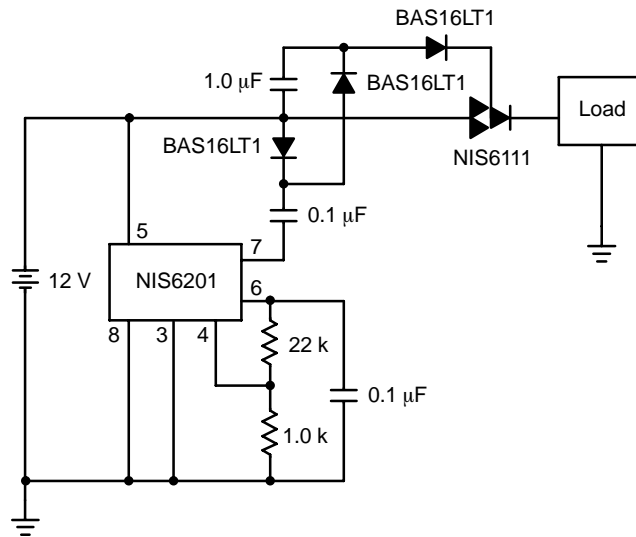 BAS16LT1
1.0 μF
BAS16LT1
Load
BAS16LT1
NIS6111
0.1 μF
5
7
12 V
NIS6201
6
8
3
4
22 k
0.1 μF
1.0 k